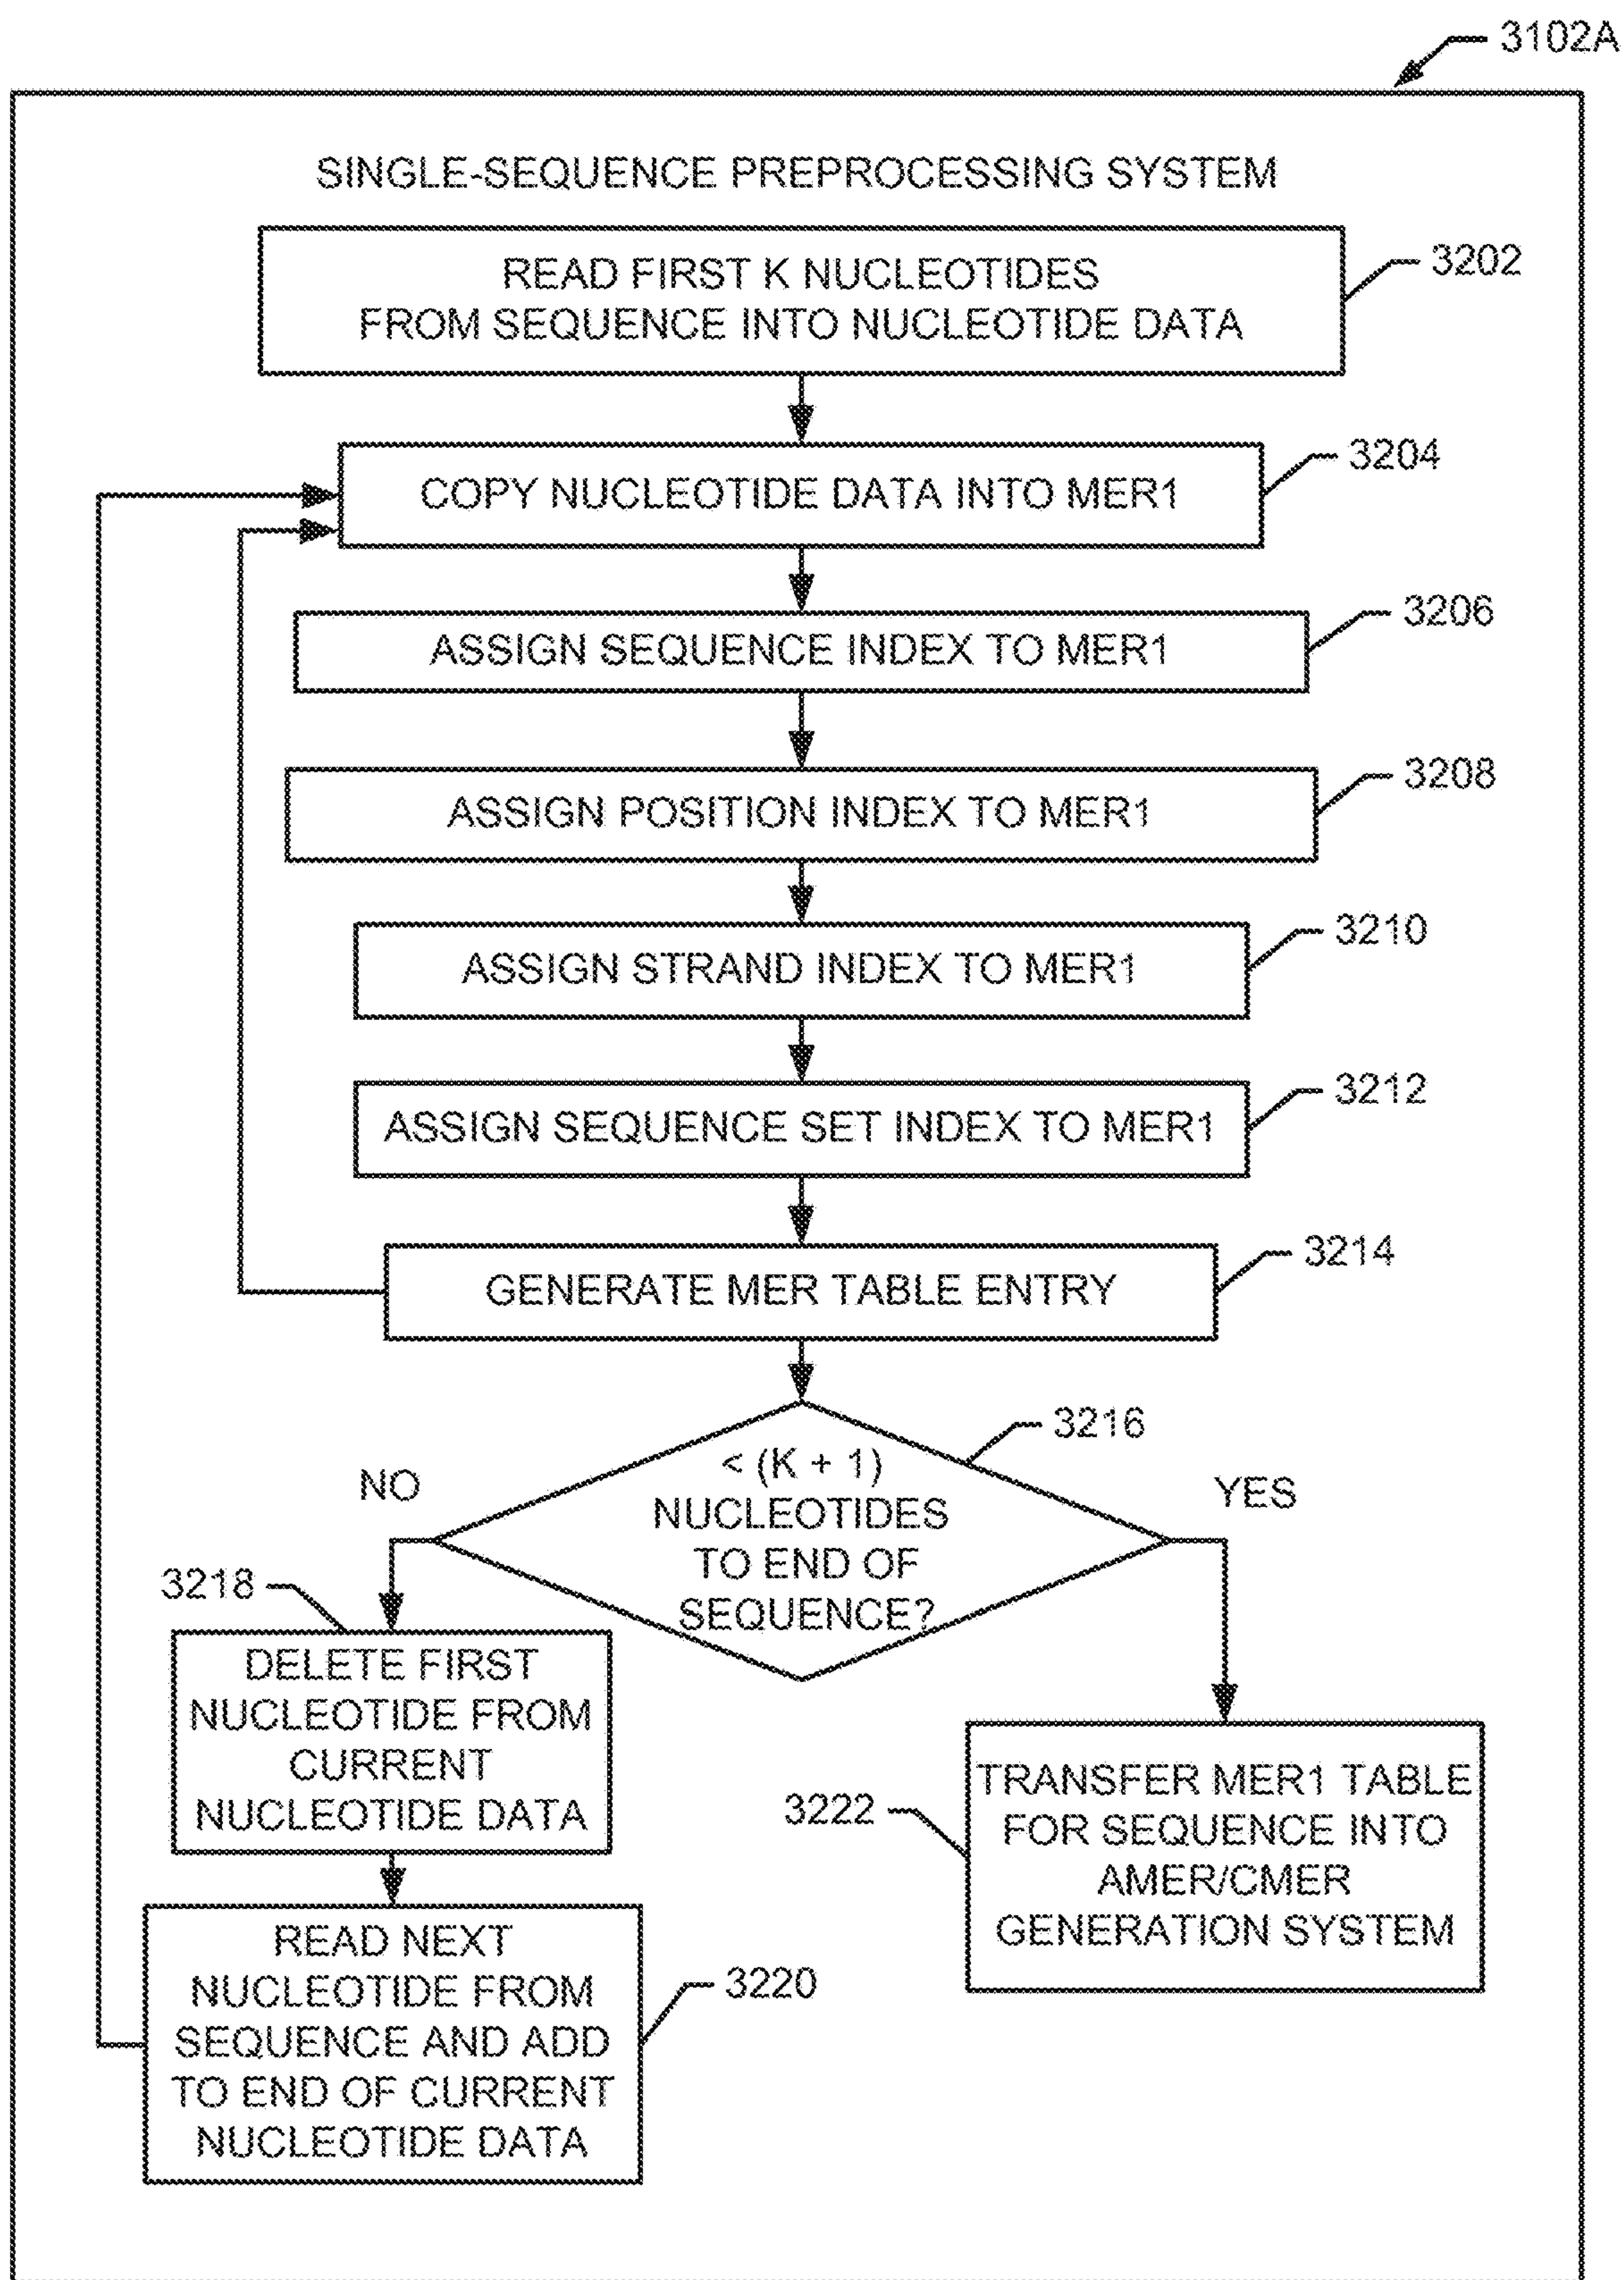 3102A
SINGLE-SEQUENCE PREPROCESSING SYSTEM
READ FIRST K NUCLEOTIDES
FROM SEQUENCE INTO NUCLEOTIDE DATA
3202
COPY NUCLEOTIDE DATA INTO MER1
3204
ASSIGN SEQUENCE INDEX TO MER1
3206
ASSIGN POSITION INDEX TO MER1
3208
ASSIGN STRAND INDEX TO MER1
3210
ASSIGN SEQUENCE SET INDEX TO MER1
3212
GENERATE MER TABLE ENTRY
3214
< (K + 1)
NUCLEOTIDES
TO END OF
SEQUENCE?
3216
NO
YES
3218
DELETE FIRST
NUCLEOTIDE FROM
CURRENT
NUCLEOTIDE DATA
READ NEXT
NUCLEOTIDE FROM
SEQUENCE AND ADD
TO END OF CURRENT
NUCLEOTIDE DATA
3220
3222
TRANSFER MER1 TABLE
FOR SEQUENCE INTO
AMER/CMER
GENERATION SYSTEM